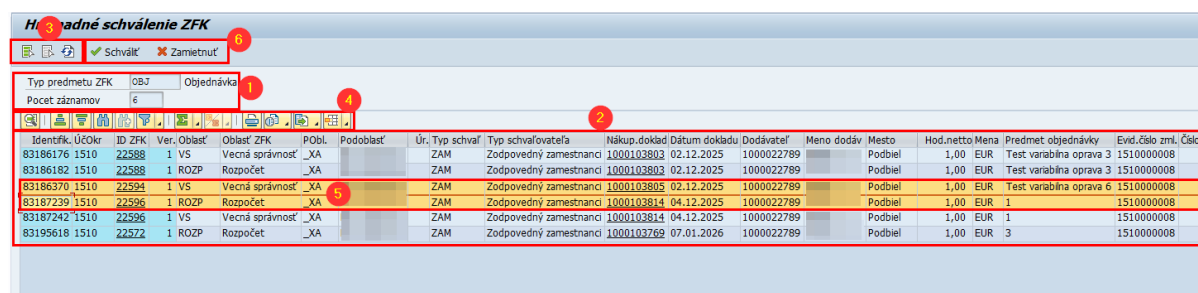 Hromadné schválenie ZFK
3
6
Schváliť Zamietnuť
Typ predmetu ZFK OBJ Objednávka
1
Pocet záznamov 6
4
2
Identifik. ÚčOkr ID ZFK Ver. Oblasť Oblasť ZFK PObl. Podoblasť Úr. Typ schvaľ Typ schvaľovateľa Nákup.doklad Dátum dokladu Dodávateľ Meno dodáv Mesto Hod.netto Mena Predmet objednávky Evid.číslo zml. Číslo
83186176 1510 22588 1 VS Vecná správnosť _XA ZAM Zodpovedný zamestnanci 1000103803 02.12.2025 1000022789 Podbiel 1,00 EUR Test variabilna oprava 3 1510000008
83186182 1510 22588 1 ROZP Rozpočet _XA ZAM Zodpovedný zamestnanci 1000103803 02.12.2025 1000022789 Podbiel 1,00 EUR Test variabilna oprava 3 1510000008
83186370 1510 22594 1 VS Vecná správnosť _XA ZAM Zodpovedný zamestnanci 1000103805 02.12.2025 1000022789 Podbiel 1,00 EUR Test variabilna oprava 6 1510000008
5
83187239 1510 22596 1 ROZP Rozpočet _XA ZAM Zodpovedný zamestnanci 1000103814 04.12.2025 1000022789 Podbiel 1,00 EUR 1 1510000008
83187242 1510 22596 1 VS Vecná správnosť _XA ZAM Zodpovedný zamestnanci 1000103814 04.12.2025 1000022789 Podbiel 1,00 EUR 1 1510000008
83195618 1510 22572 1 ROZP Rozpočet _XA ZAM Zodpovedný zamestnanci 1000103769 07.01.2026 1000022789 Podbiel 1,00 EUR 3 1510000008